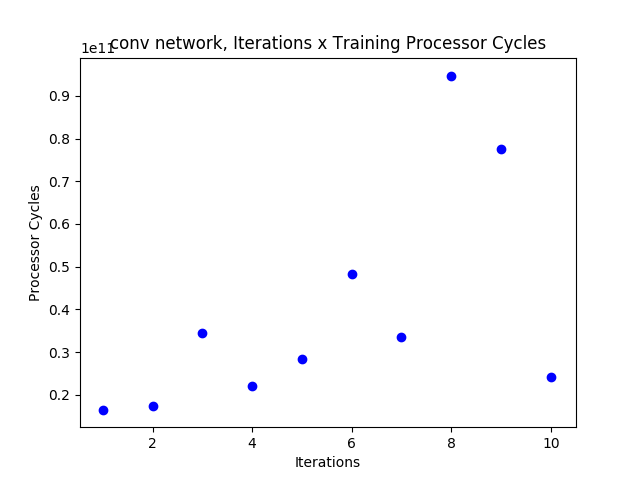 conv network, Iterations x Training Processor Cycles
1e11
0.9
0.8
0.7
0.6
0.5
0.4
0.3
0.2
Processor Cycles
2 4 6 8 10
Iterations